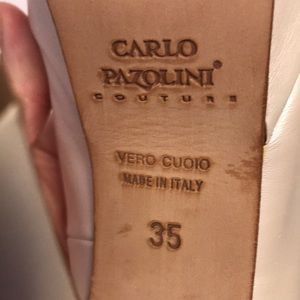 CARLO
PAZOLINI®
COUTURE
VERO CUOIO
MADE IN ITALY
35